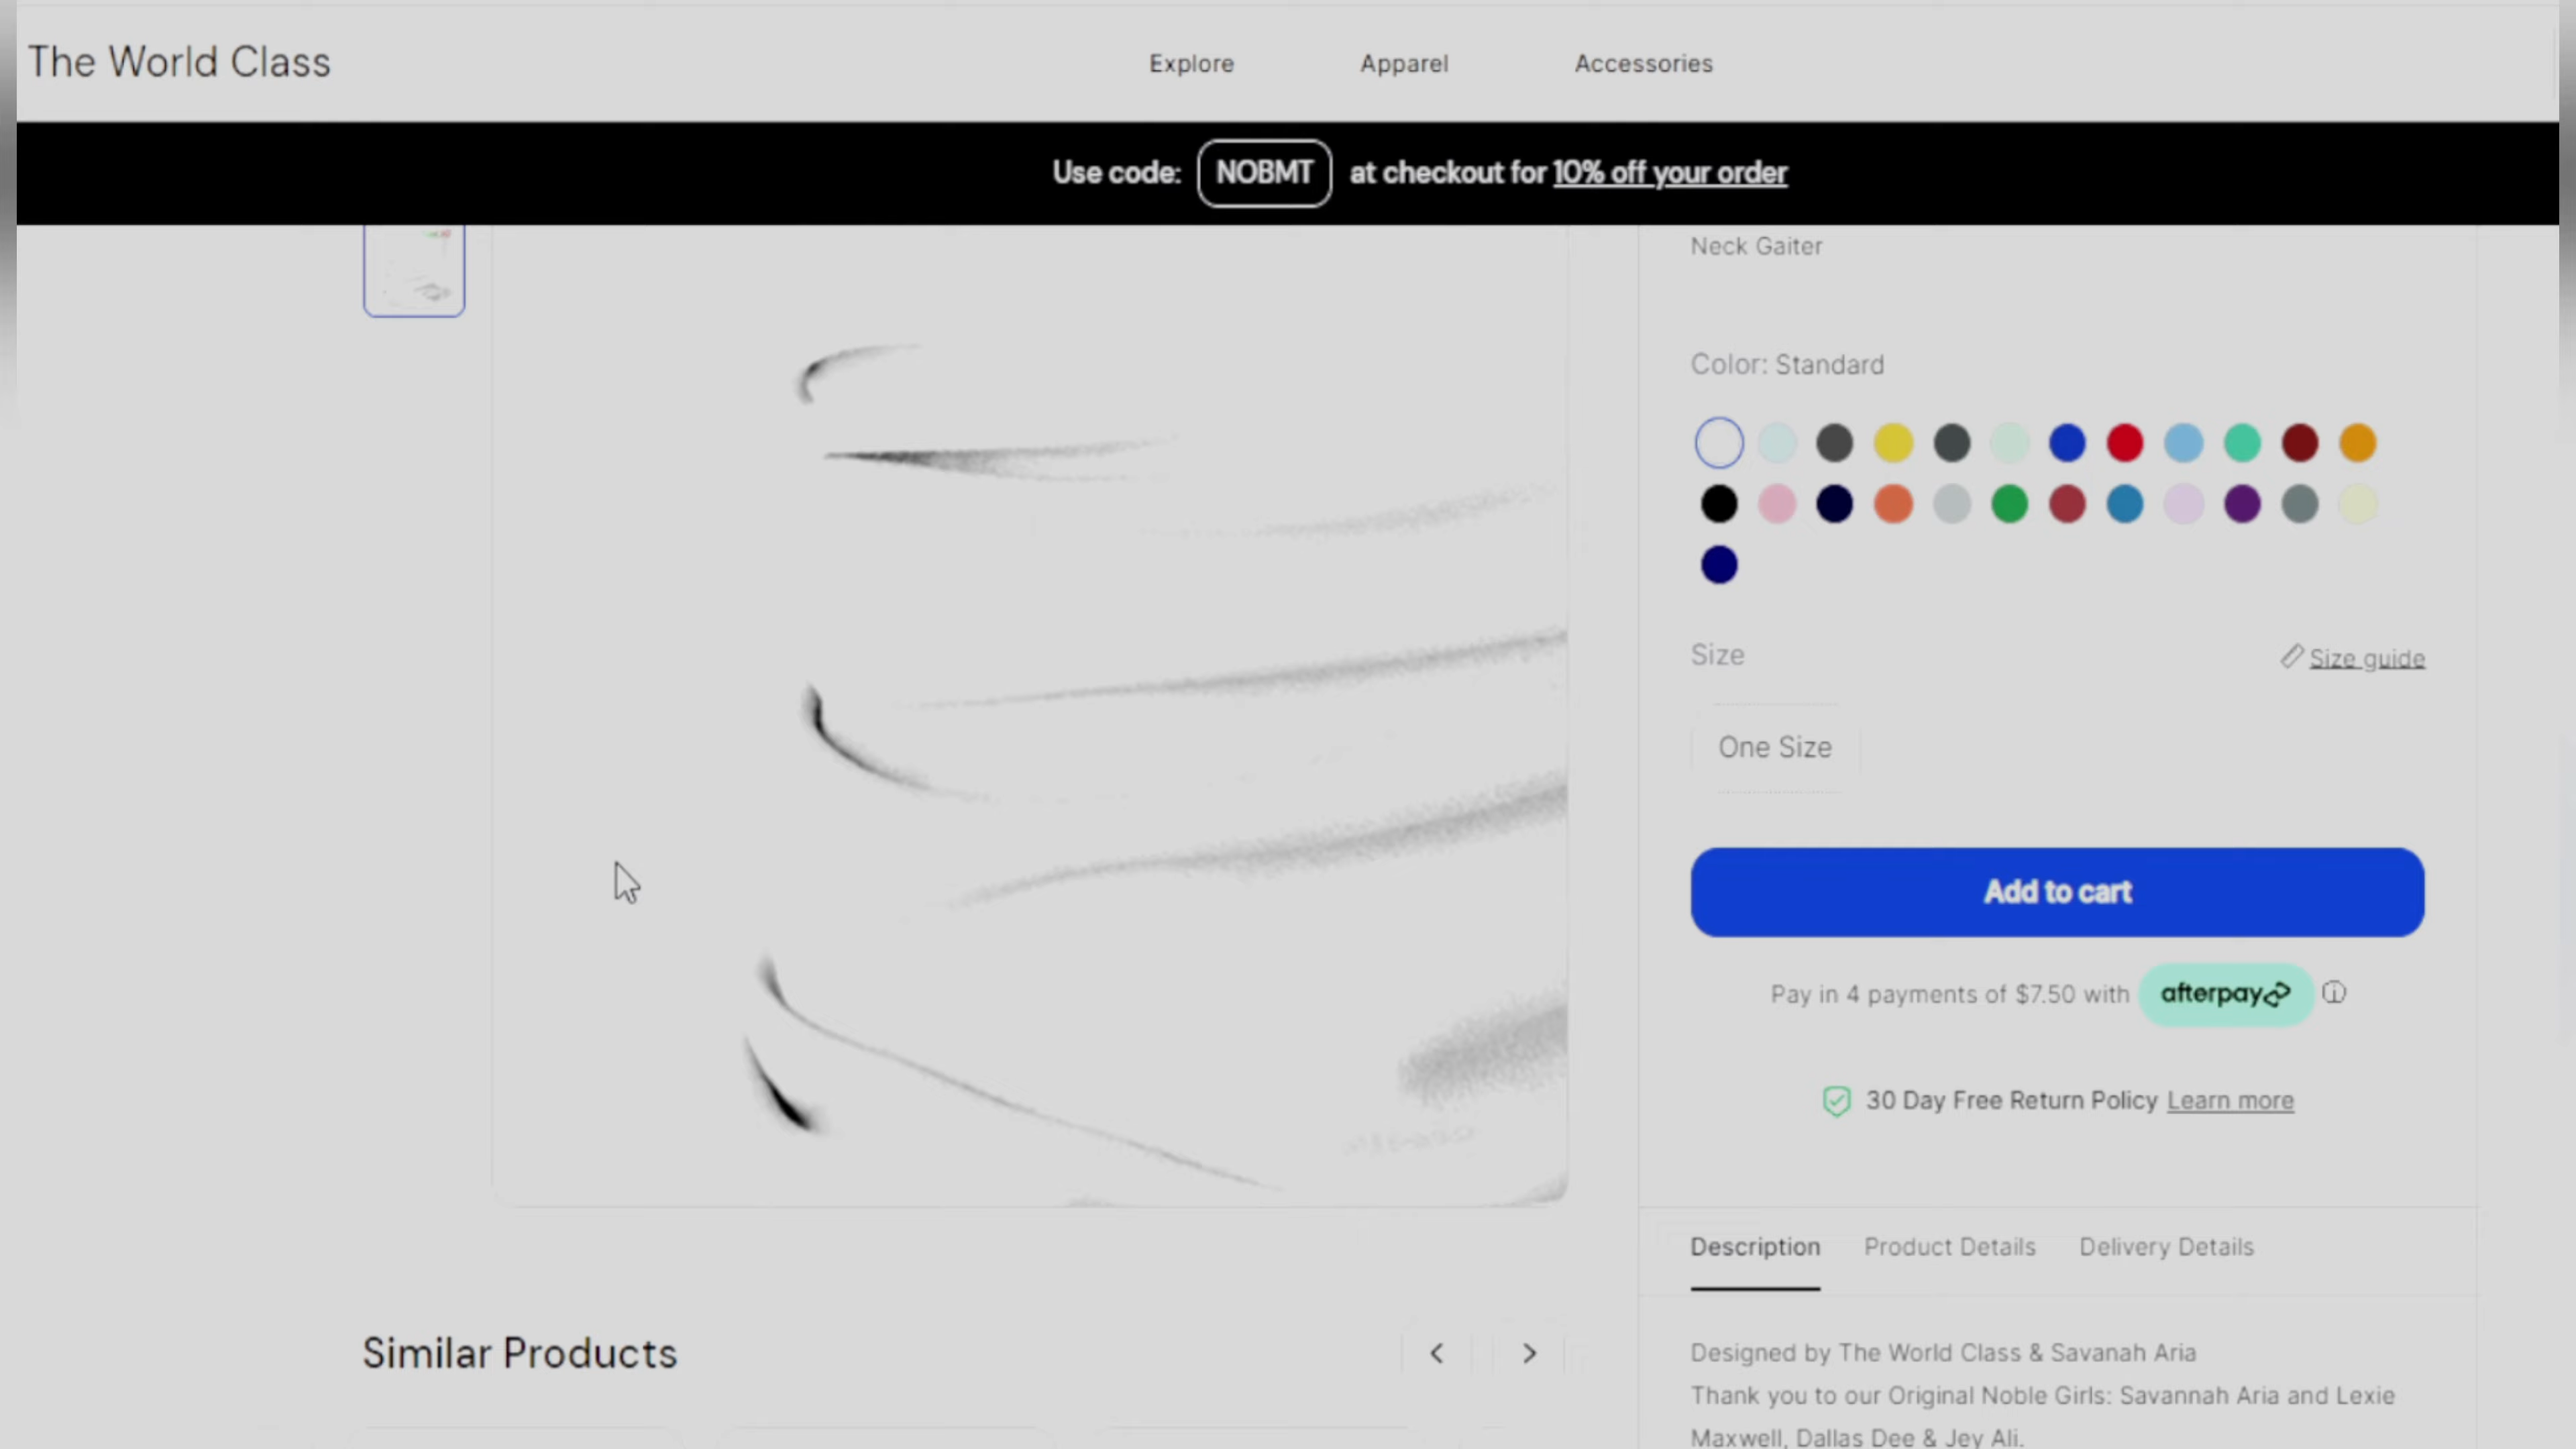 The World Class
Explore Apparel Accessories
Use code: NOBMT at checkout for 10% off your order
Neck Gaiter
Color: Standard
Size
Size guide
One Size
Add to cart
Pay in 4 payments of $7.50 with afterpay
30 Day Free Return Policy Learn more
Description Product Details Delivery Details
Similar Products
Designed by The World Class & Savanah Aria
Thank you to our Original Noble Girls: Savannah Aria and Lexie
Maxwell, Dallas Dee & Jey Ali.